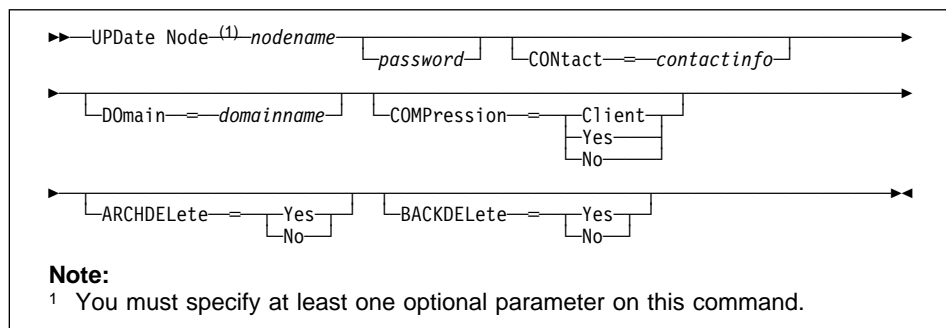 UPDate Node (1) nodename
password CONtact = contactinfo
DOmain = domainname COMPression = Client
Yes
No
ARCHDELete = Yes BACKDELete = Yes
No No
Note:
1 You must specify at least one optional parameter on this command.